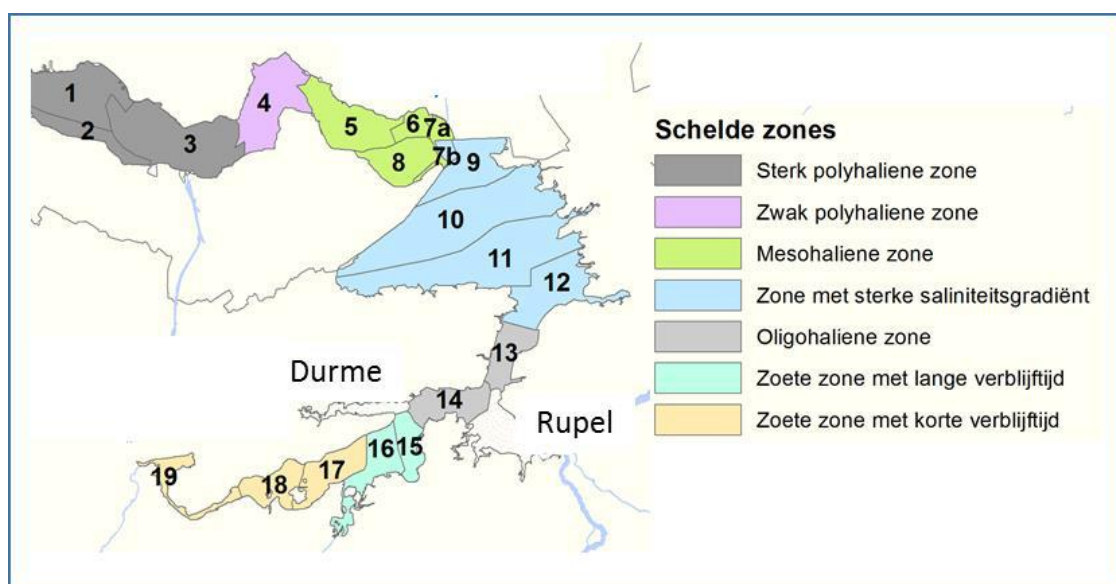 1
2
3
4
5
6
7a
7b
8
9
10
11
12
13
14
15
16
17
18
19
Durme
Rupel
Schelde zones
Sterk polyhaliene zone
Zwak polyhaliene zone
Mesohaliene zone
Zone met sterke saliniteitsgradiënt
Oligohaliene zone
Zoete zone met lange verblijftijd
Zoete zone met korte verblijftijd